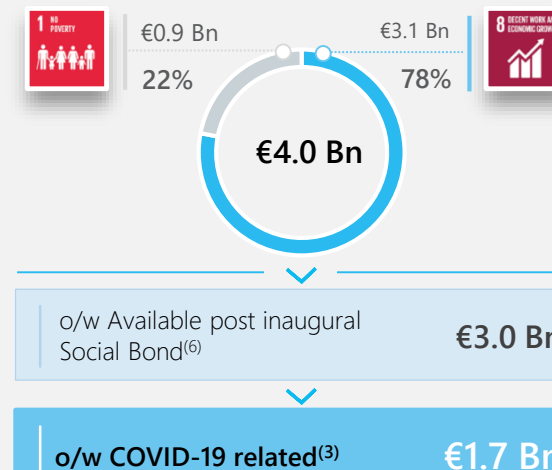 1 NO
POVERTY
€0.9 Bn
22%
€3.1 Bn
78%
8 DECENT WORK AND
ECONOMIC GROWTH
€4.0 Bn
o/w Available post inaugural
Social Bond(6)
€3.0 Bn
o/w COVID-19 related(3)
€1.7 Bn